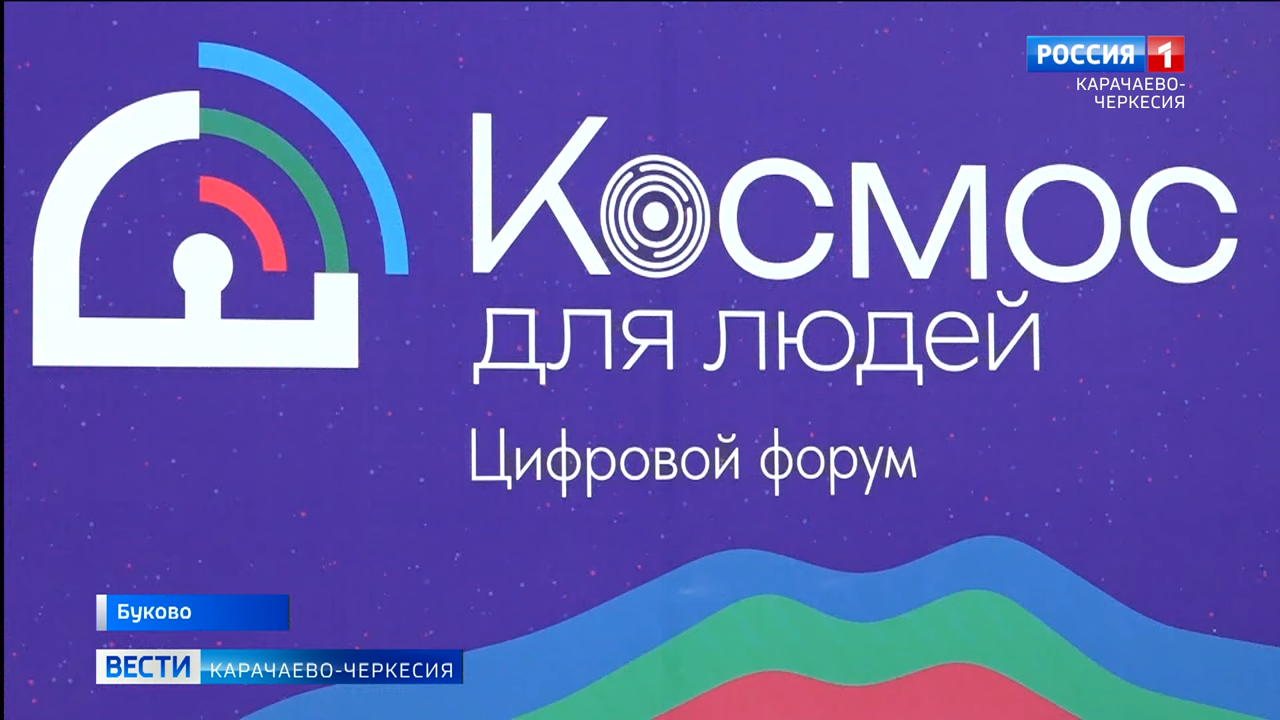 РОССИЯ 1
КАРАЧАЕВО-
ЧЕРКЕСИЯ
Космос
для людей
Цифровой форум
Буково
ВЕСТИ КАРАЧАЕВО-ЧЕРКЕСИЯ